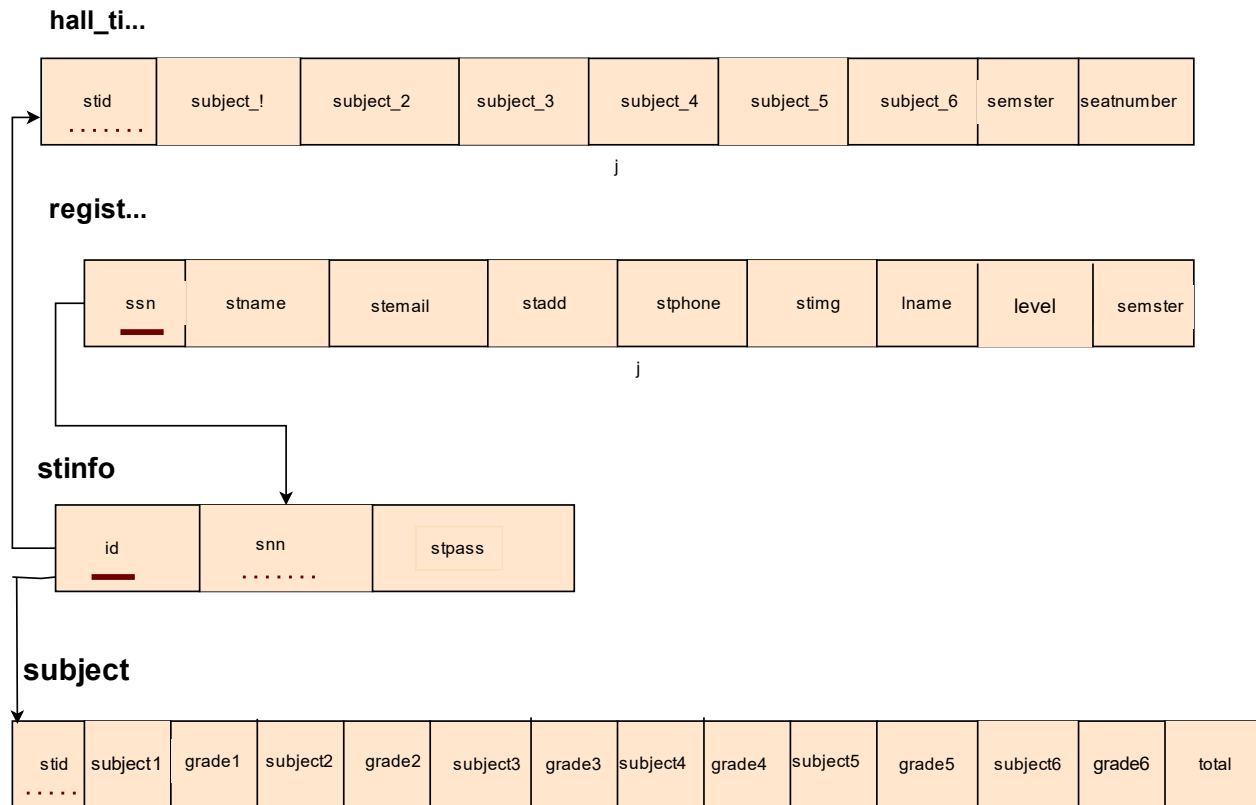 hall_ti...
stid subject_! subject_2 subject_3 subject_4 subject_5 subject_6 semster seatnumber
j
regist...
ssn stname stemail stadd stphone stimg lname level semster
j
stinfo
id snn stpass
subject
stid subject1 grade1 subject2 grade2 subject3 grade3 subject4 grade4 subject5 grade5 subject6 grade6 total